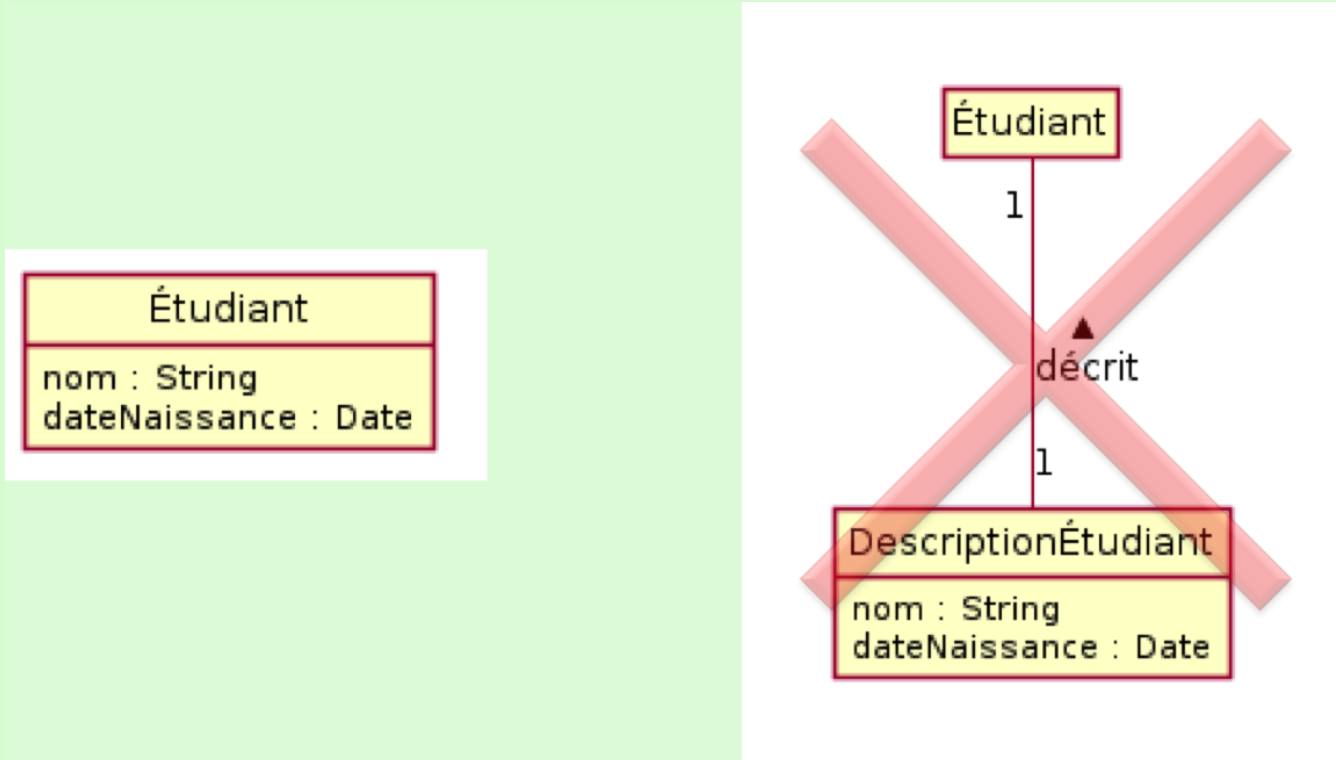 Étudiant
nom : String
dateNaissance : Date
Étudiant
1
décrit
1
DescriptionÉtudiant
nom : String
dateNaissance : Date